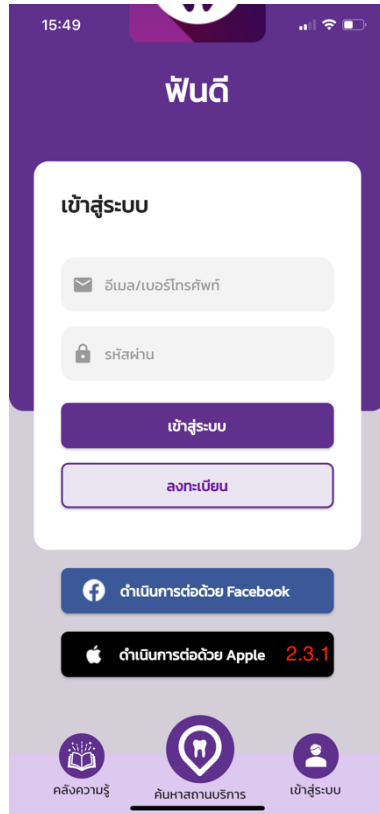 15:49
ฟันดี
เข้าสู่ระบบ
อีเมล/เบอร์โทรศัพท์
รหัสผ่าน
เข้าสู่ระบบ
ลงทะเบียน
ดำเนินการต่อด้วย Facebook
ดำเนินการต่อด้วย Apple 2.3.1
คลังความรู้ ค้นหาสถานบริการ เข้าสู่ระบบ